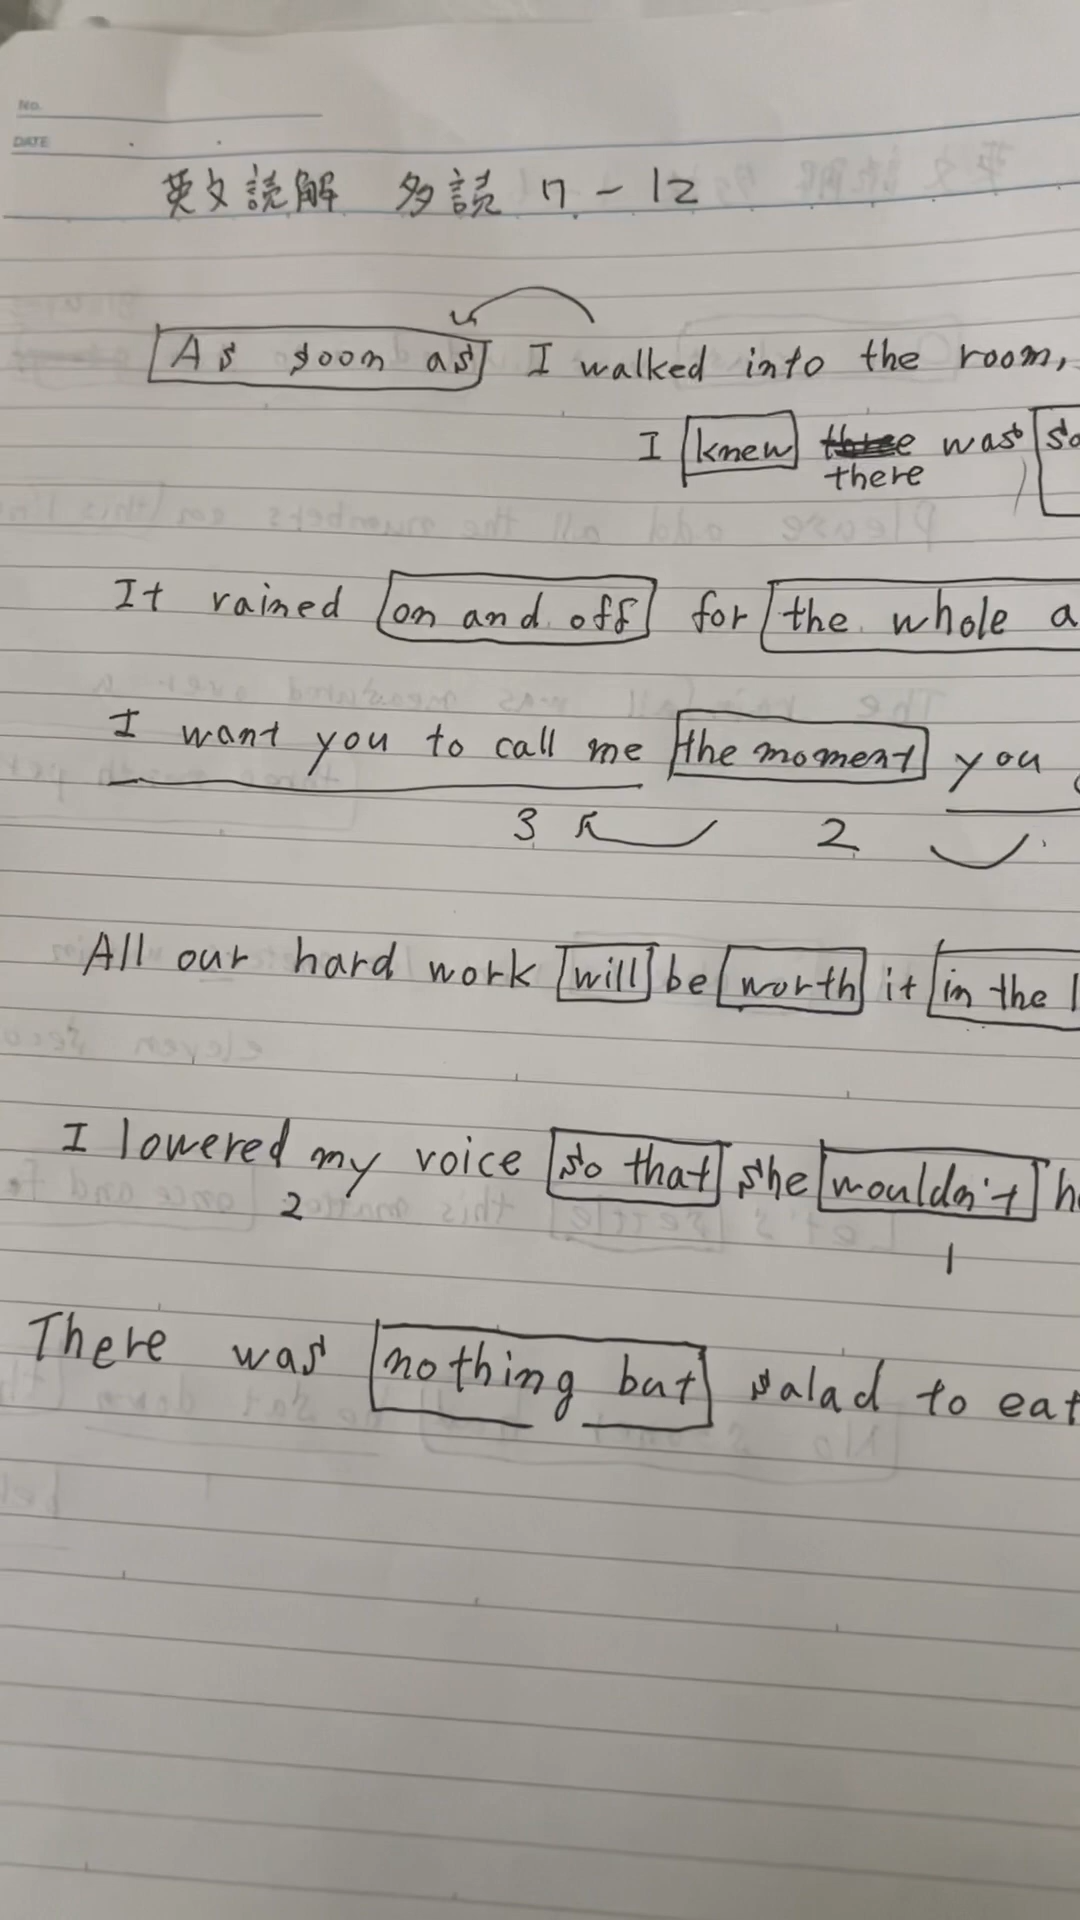 No.
DATE
英文読解 多読 7 - 12
As soon as I walked into the room,
I knew was so
there
It rained on and off for the whole a
I want you to call me the moment you
3 2
All our hard work will be worth it in the l
I lowered my voice so that she wouldn't he
2 1
There was nothing but salad to eat